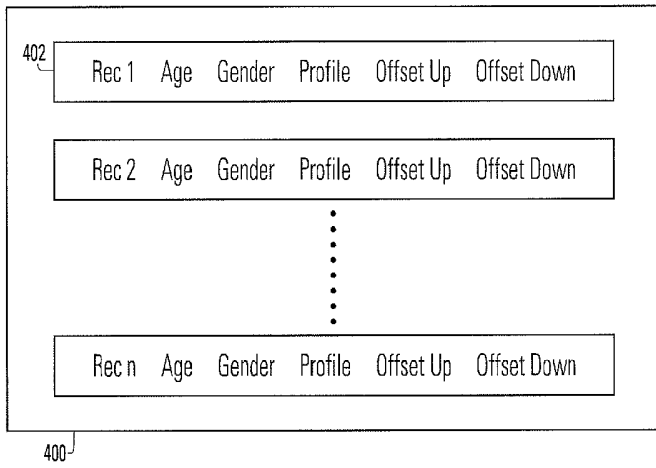 402
Rec 1 Age Gender Profile Offset Up Offset Down
Rec 2 Age Gender Profile Offset Up Offset Down
Rec n Age Gender Profile Offset Up Offset Down
400